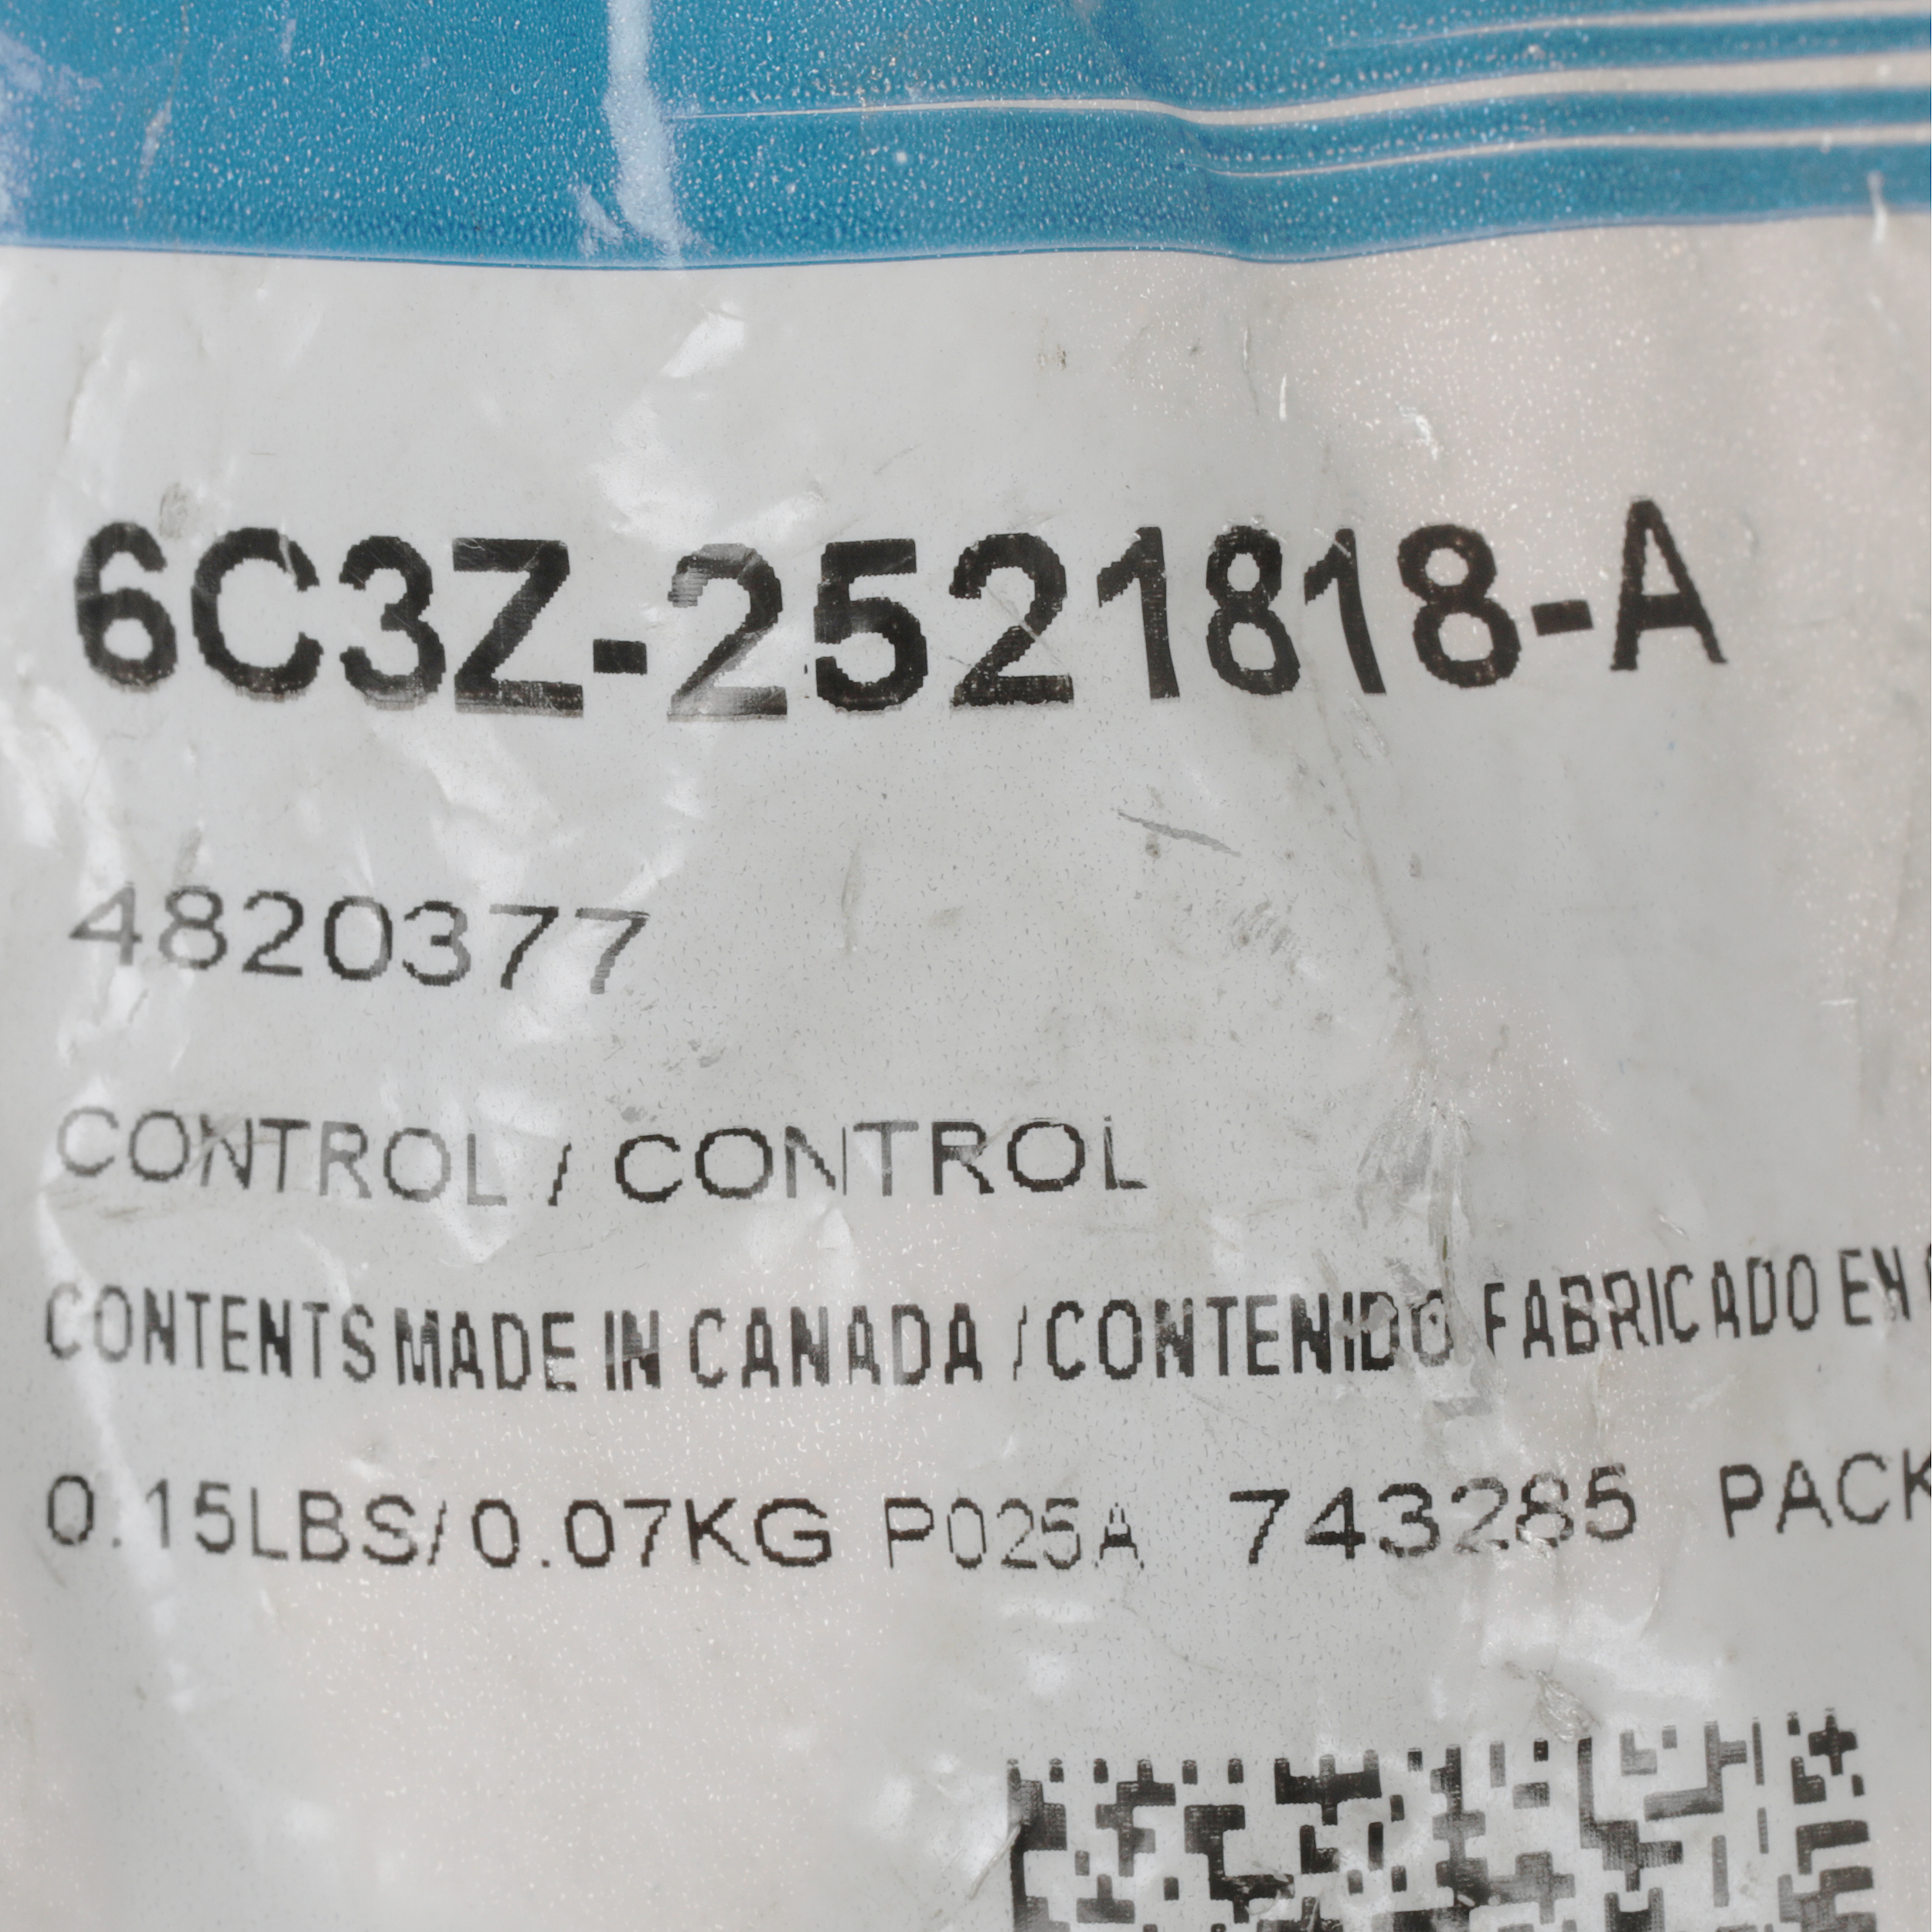 6C3Z-2521818-A
4820377
CONTROL / CONTROL
CONTENTS MADE IN CANADA / CONTENIDO FABRICADO EN
0.15LBS/0.07KG P025A 743285 PACK